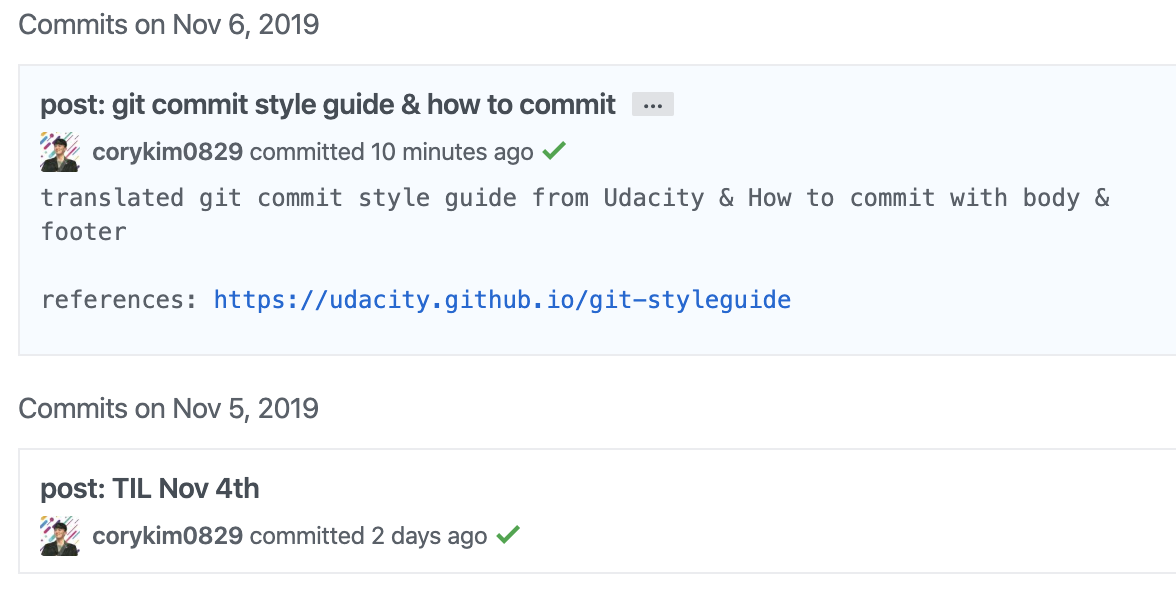 Commits on Nov 6, 2019
post: git commit style guide & how to commit ...
corykim0829 committed 10 minutes ago
translated git commit style guide from Udacity & How to commit with body &
footer
references: https://udacity.github.io/git-styleguide
Commits on Nov 5, 2019
post: TIL Nov 4th
corykim0829 committed 2 days ago